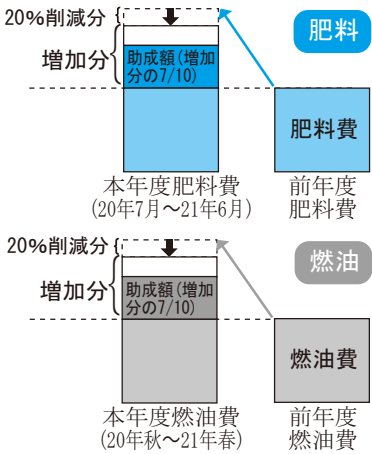 20%削減分
肥料
増加分
助成額(増加
分の7/10)
肥料費
本年度肥料費
(20年7月～21年6月)
前年度
肥料費
20%削減分
燃油
増加分
助成額(増加
分の7/10)
燃油費
本年度燃油費
(20年秋～21年春)
前年度
燃油費